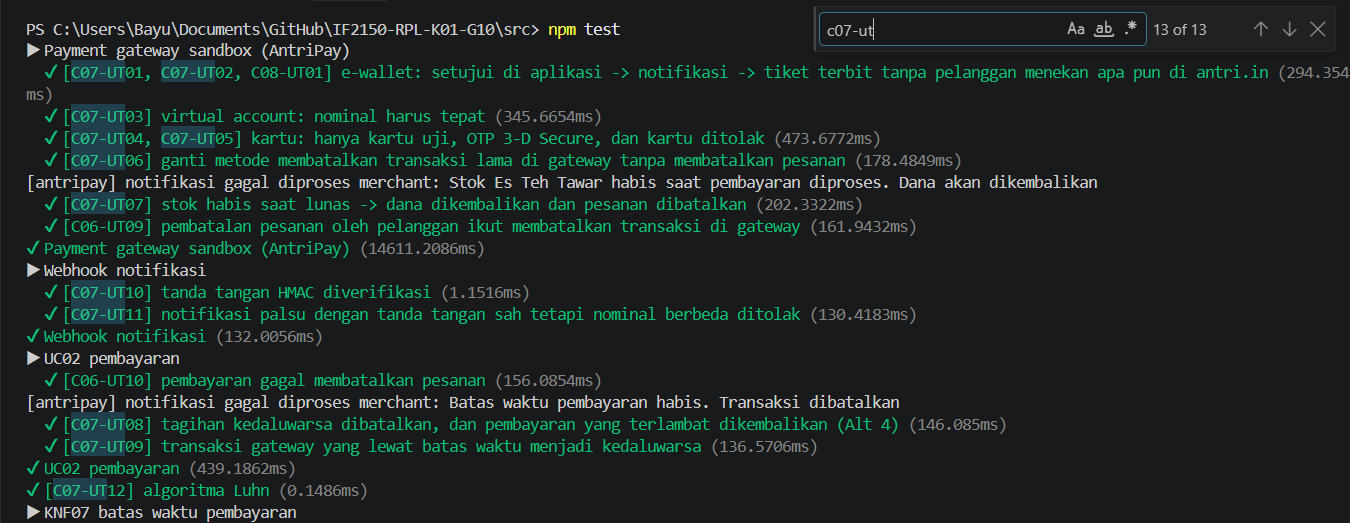 PS C:\Users\Bayu\Documents\GitHub\IF2150-RPL-K01-G10\src> npm test
c07-ut
Aa ab .* 13 of 13
▶ Payment gateway sandbox (AntriPay)
✔ [C07-UT01, C07-UT02, C08-UT01] e-wallet: setujui di aplikasi -> notifikasi -> tiket terbit tanpa pelanggan menekan apa pun di antri.in (294.354
ms)
✔ [C07-UT03] virtual account: nominal harus tepat (345.6654ms)
✔ [C07-UT04, C07-UT05] kartu: hanya kartu uji, OTP 3-D Secure, dan kartu ditolak (473.6772ms)
✔ [C07-UT06] ganti metode membatalkan transaksi lama di gateway tanpa membatalkan pesanan (178.4849ms)
[antripay] notifikasi gagal diproses merchant: Stok Es Teh Tawar habis saat pembayaran diproses. Dana akan dikembalikan
✔ [C07-UT07] stok habis saat lunas -> dana dikembalikan dan pesanan dibatalkan (202.3322ms)
✔ [C06-UT09] pembatalan pesanan oleh pelanggan ikut membatalkan transaksi di gateway (161.9432ms)
✔ Payment gateway sandbox (AntriPay) (14611.2086ms)
▶ Webhook notifikasi
✔ [C07-UT10] tanda tangan HMAC diverifikasi (1.1516ms)
✔ [C07-UT11] notifikasi palsu dengan tanda tangan sah tetapi nominal berbeda ditolak (130.4183ms)
✔ Webhook notifikasi (132.0056ms)
▶ UC02 pembayaran
✔ [C06-UT10] pembayaran gagal membatalkan pesanan (156.0854ms)
[antripay] notifikasi gagal diproses merchant: Batas waktu pembayaran habis. Transaksi dibatalkan
✔ [C07-UT08] tagihan kedaluwarsa dibatalkan, dan pembayaran yang terlambat dikembalikan (Alt 4) (146.085ms)
✔ [C07-UT09] transaksi gateway yang lewat batas waktu menjadi kedaluwarsa (136.5706ms)
✔ UC02 pembayaran (439.1862ms)
✔ [C07-UT12] algoritma Luhn (0.1486ms)
▶ KNF07 batas waktu pembayaran